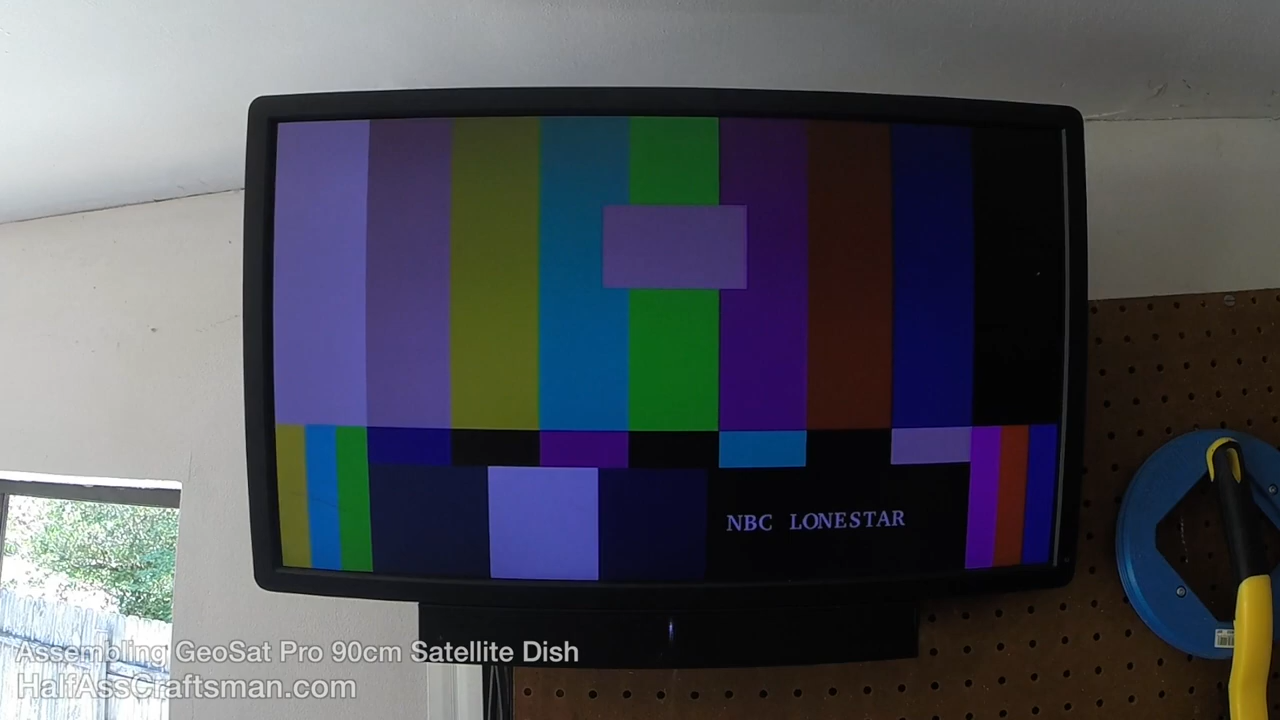 NBC LONESTAR
Assembling GeoSat Pro 90cm Satellite Dish
HalfAssCraftsman.com